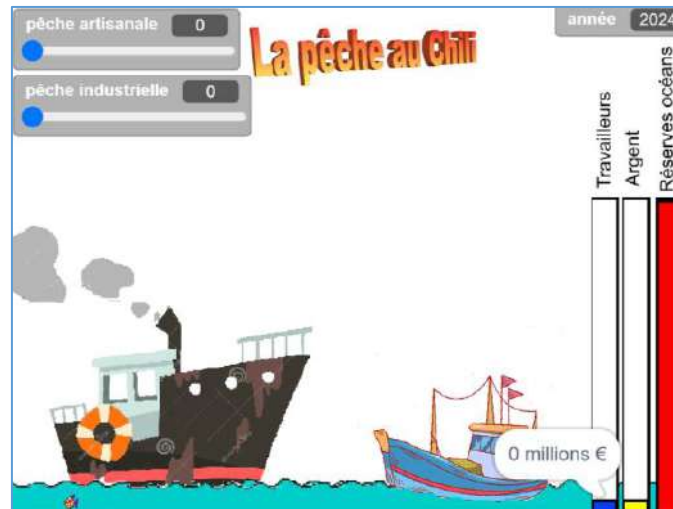 pêche artisanale 0
La pêche au Chili
année 2024
pêche industrielle 0
Travailleurs
Argent
Réserves océans
0 millions €